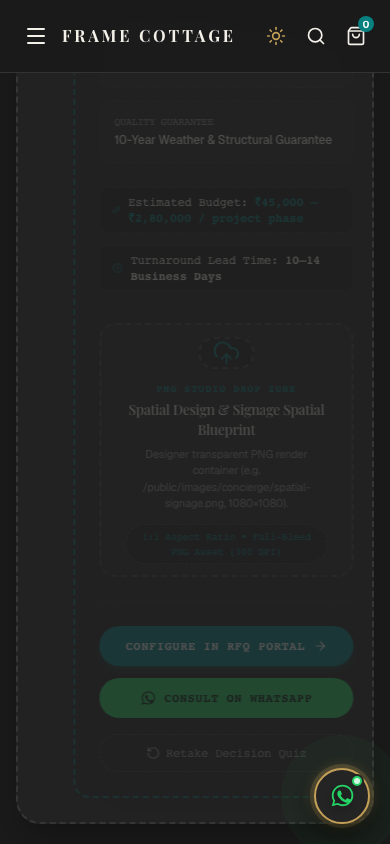 FRAME COTTAGE
0
QUALITY GUARANTEE
10-Year Weather & Structural Guarantee
Estimated Budget: ₹45,000 –
₹2,80,000 / project phase
Turnaround Lead Time: 10–14
Business Days
PNG STUDIO DROP ZONE
Spatial Design & Signage Spatial
Blueprint
Designer transparent PNG render
container (e.g.
/public/images/concierge/spatial-
signage.png, 1080×1080).
1:1 Aspect Ratio • Full-Bleed
PNG Asset (300 DPI)
CONFIGURE IN RFQ PORTAL →
CONSULT ON WHATSAPP
Retake Decision Quiz